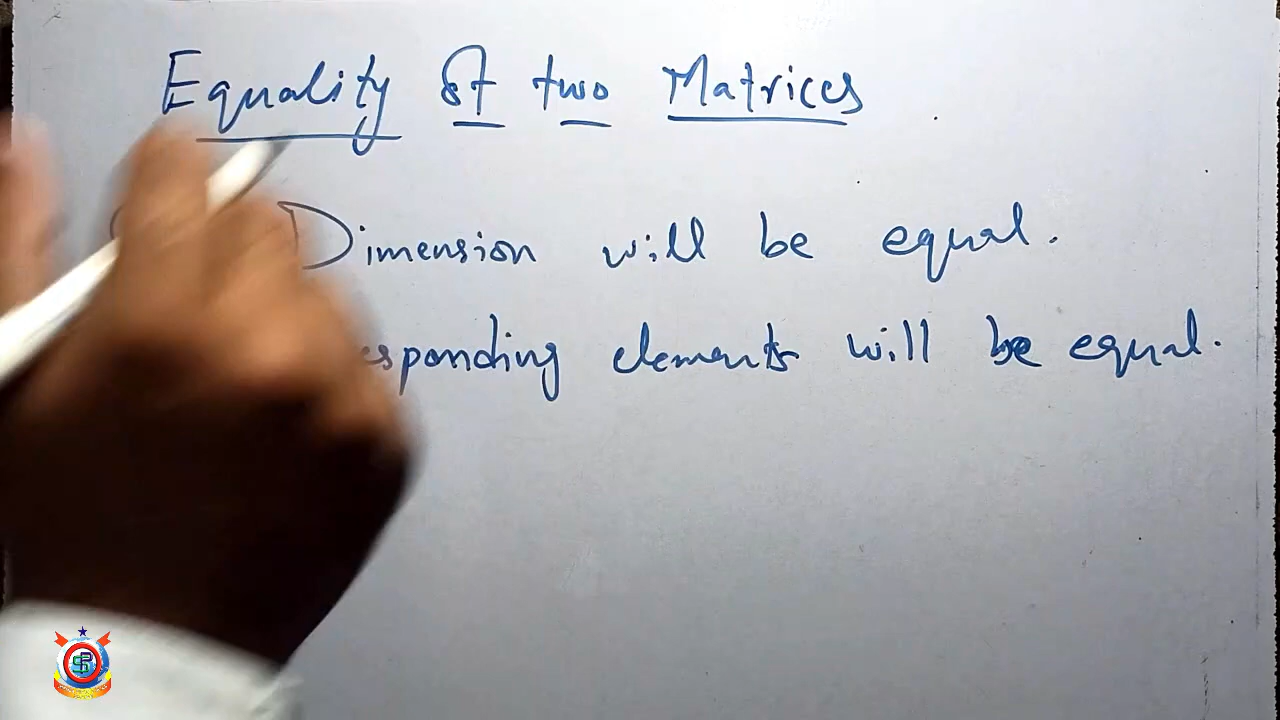 Equality of two Matrices
Dimension will be equal.
esponding elements will be equal.